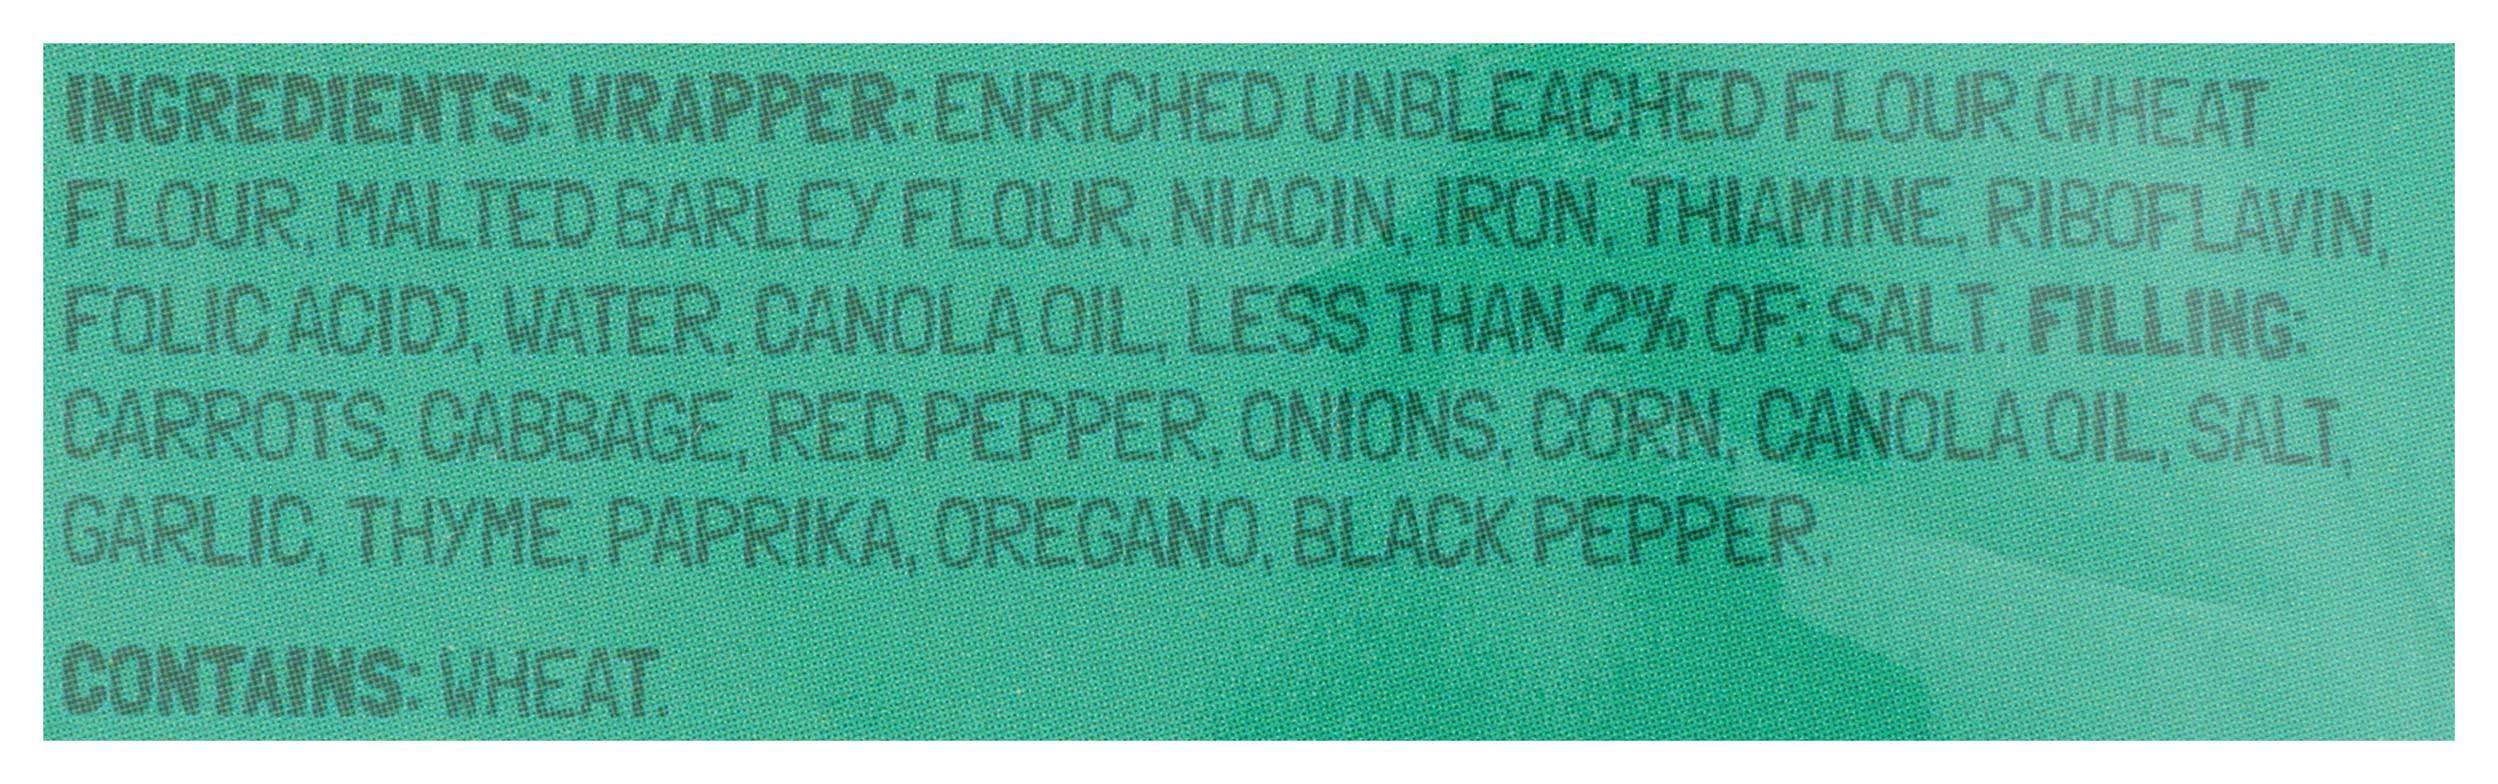 INGREDIENTS: WRAPPER: ENRICHED UNBLEACHED FLOUR (WHEAT
FLOUR, MALTED BARLEY FLOUR, NIACIN, IRON, THIAMINE, RIBOFLAVIN,
FOLIC ACID), WATER, CANOLA OIL, LESS THAN 2% OF: SALT. FILLING:
CARROTS, CABBAGE, RED PEPPER, ONIONS, CORN, CANOLA OIL, SALT,
GARLIC, THYME, PAPRIKA, OREGANO, BLACK PEPPER.
CONTAINS: WHEAT.